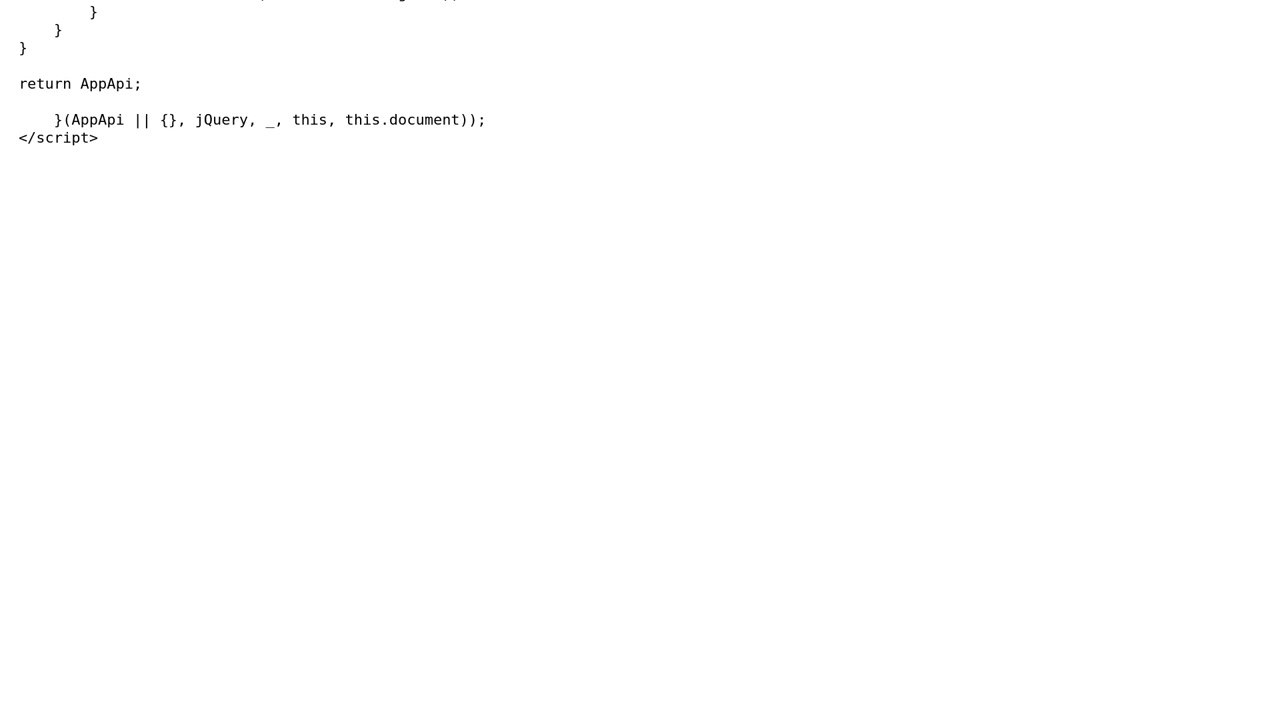 }
    }
}

return AppApi;

    }(AppApi || {}, jQuery, _, this, this.document));
</script>